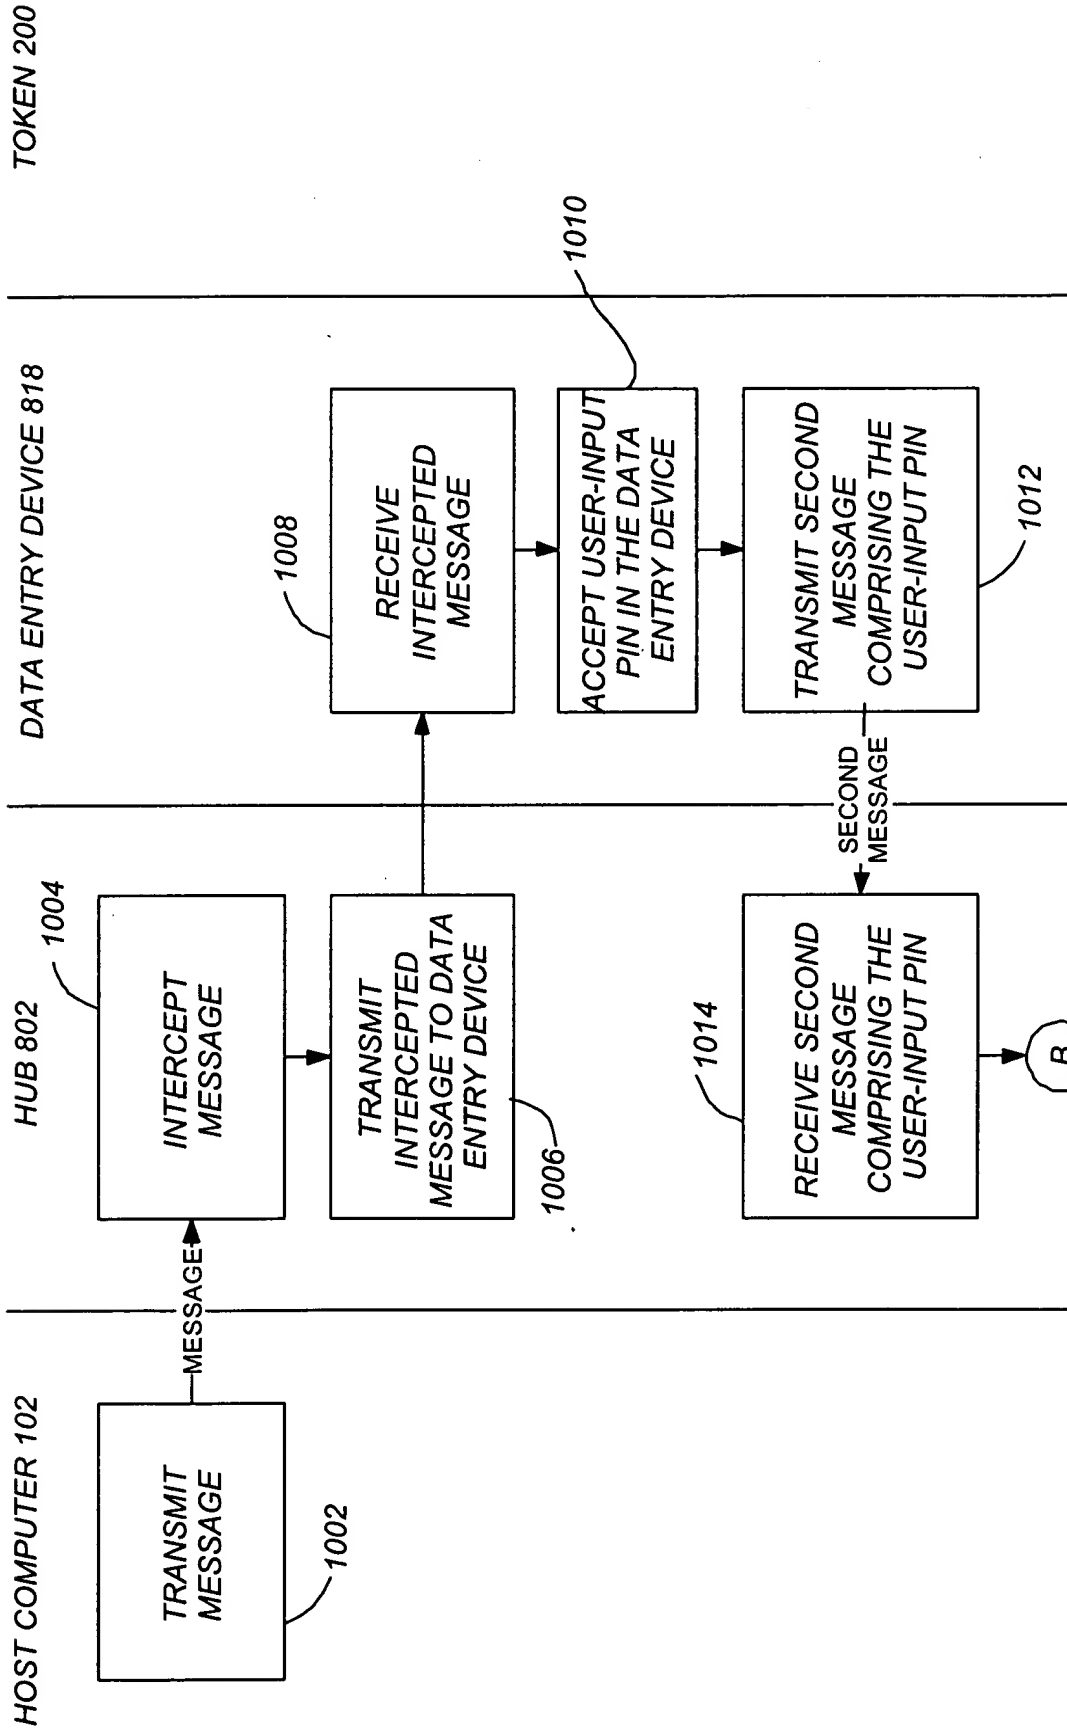 HOST COMPUTER 102
HUB 802
DATA ENTRY DEVICE 818
TOKEN 200
TRANSMIT
MESSAGE
1002
MESSAGE
INTERCEPT
MESSAGE
1004
TRANSMIT
INTERCEPTED
MESSAGE TO DATA
ENTRY DEVICE
1006
RECEIVE
INTERCEPTED
MESSAGE
1008
ACCEPT USER-INPUT
PIN IN THE DATA
ENTRY DEVICE
1010
TRANSMIT SECOND
MESSAGE
COMPRISING THE
USER-INPUT PIN
1012
SECOND
MESSAGE
RECEIVE SECOND
MESSAGE
COMPRISING THE
USER-INPUT PIN
1014